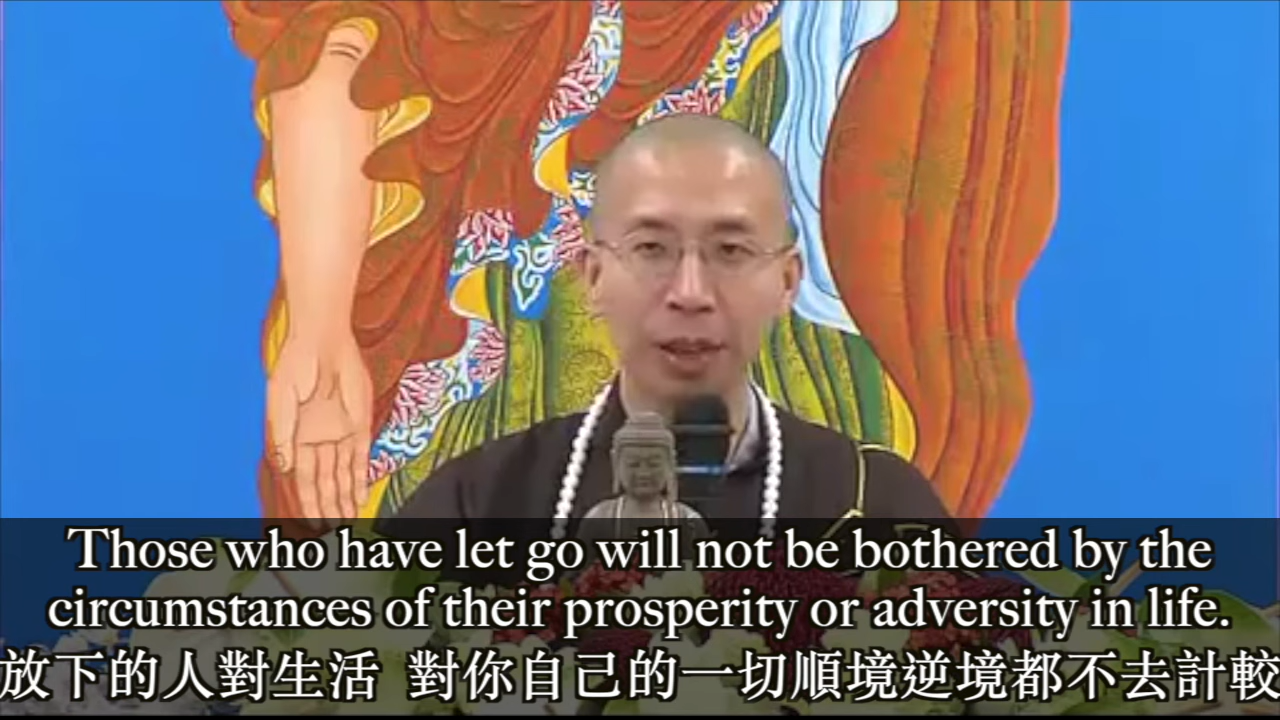 Those who have let go will not be bothered by the
circumstances of their prosperity or adversity in life.
放下的人對生活 對你自己的一切順境逆境都不去計較